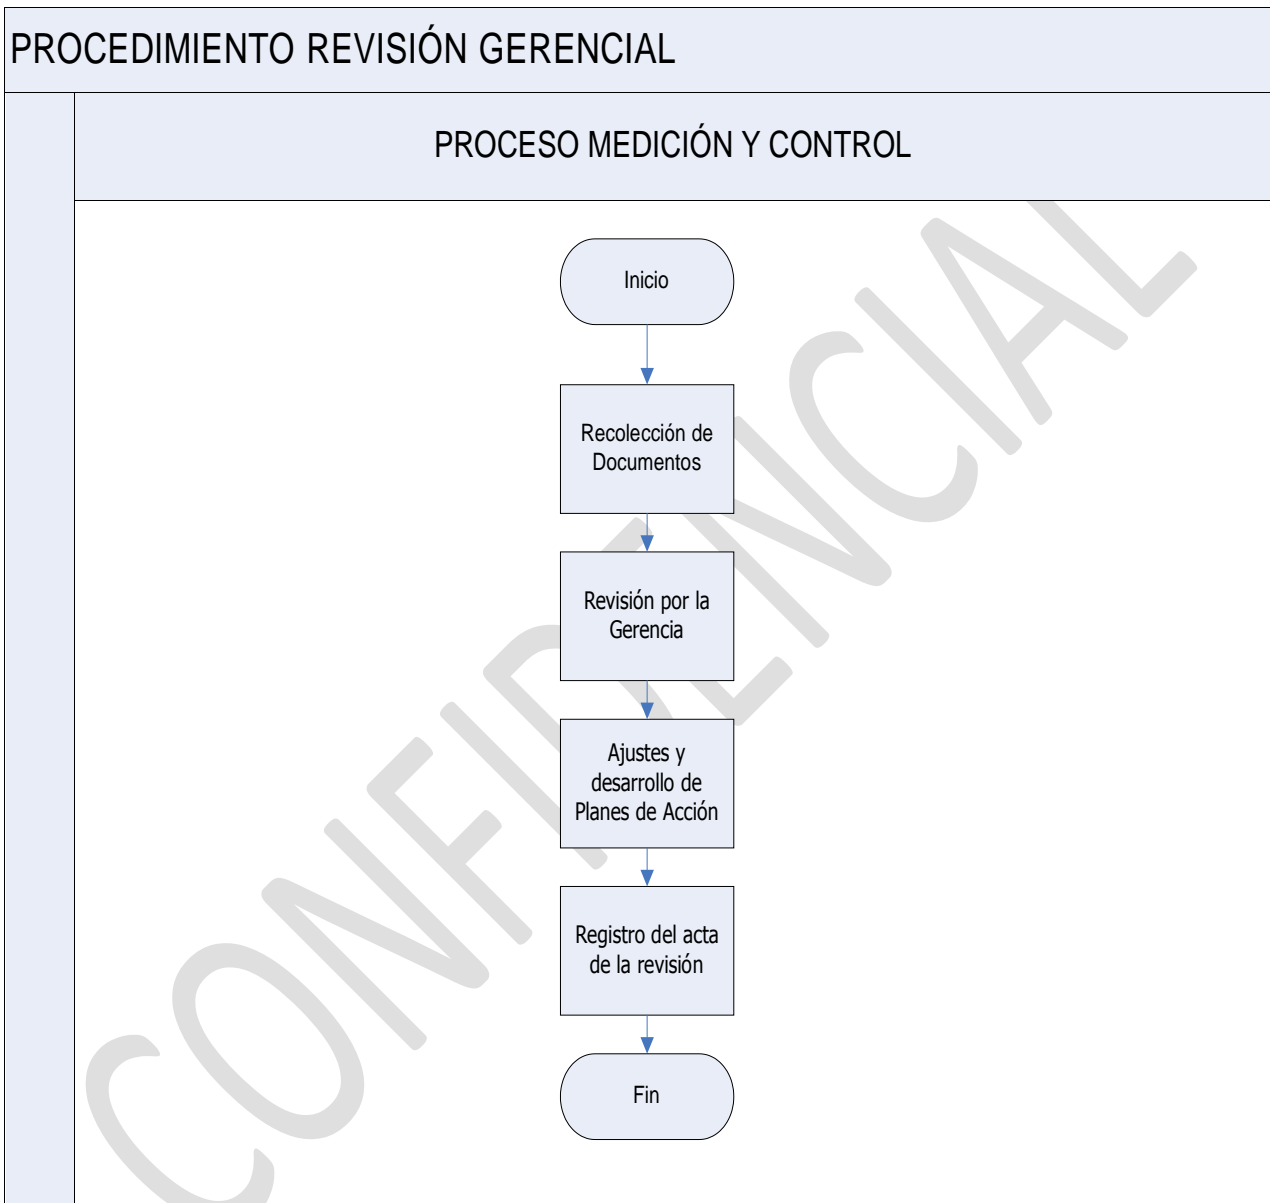 PROCEDIMIENTO REVISIÓN GERENCIAL
PROCESO MEDICIÓN Y CONTROL
Inicio
Recolección de
Documentos
Revisión por la
Gerencia
Ajustes y
desarrollo de
Planes de Acción
Registro del acta
de la revisión
Fin
CONFIDENCIAL